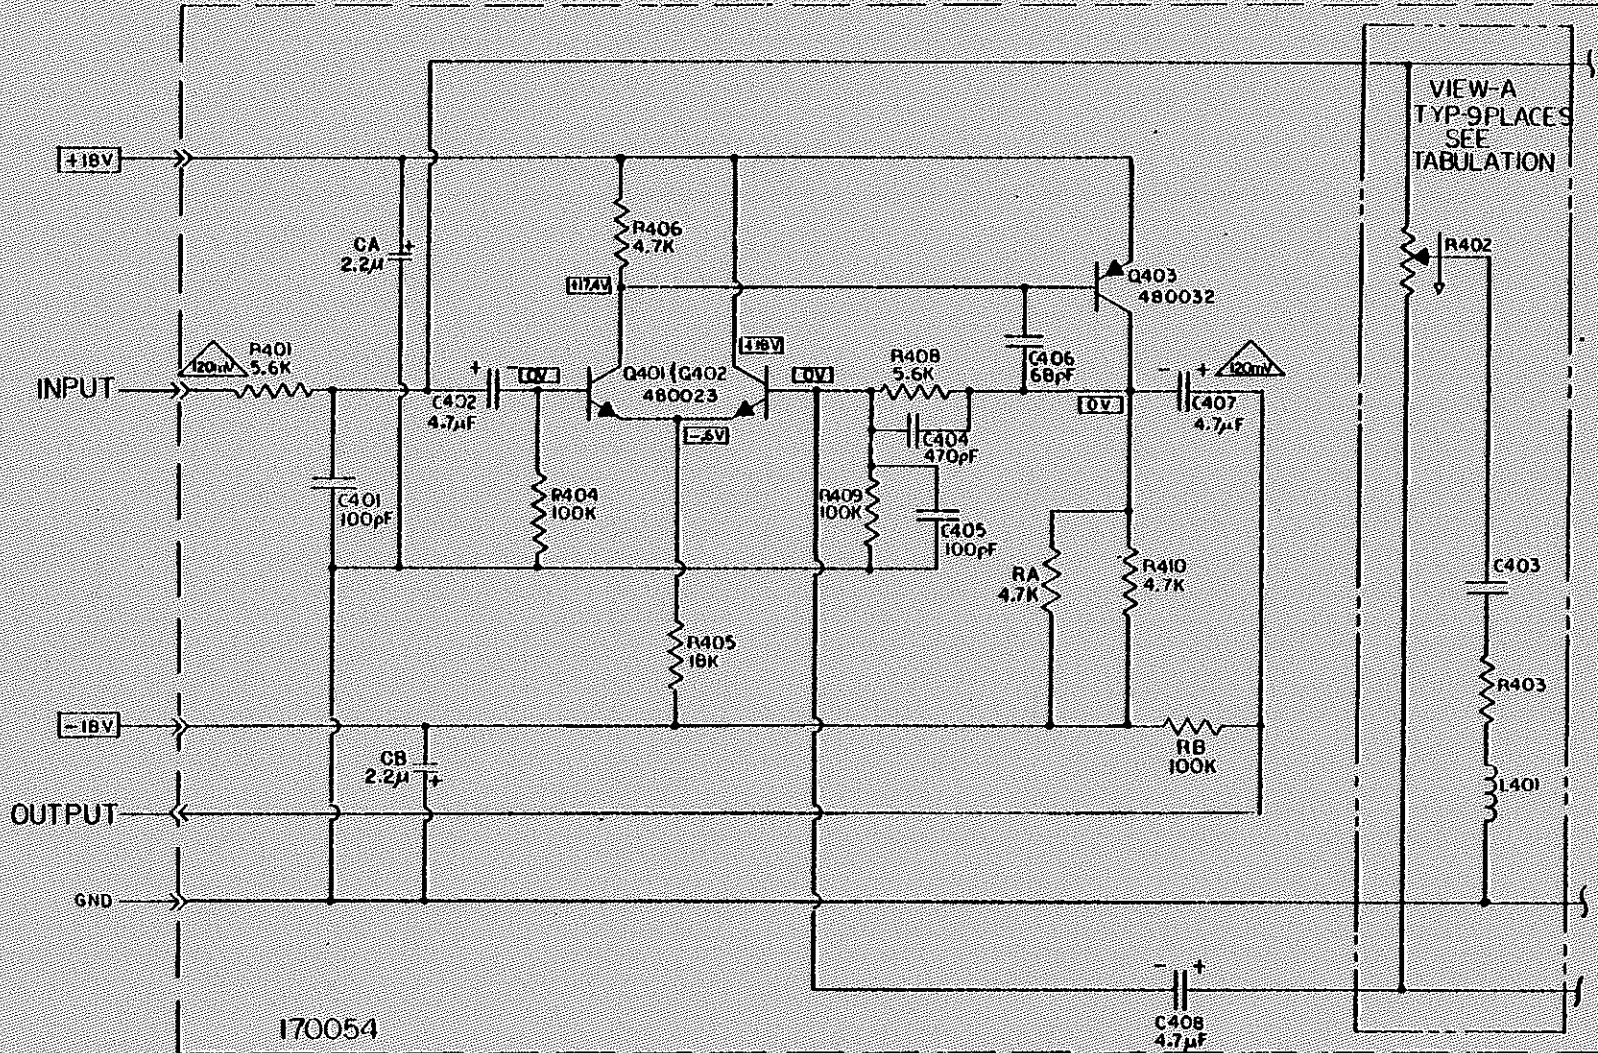 VIEW-A
TYP-9PLACES
SEE
TABULATION
+18V
R406
4.7K
CA
2.2μ
+
R402
+17.4V
Q403
480032
+18V
120mV
R401
5.6K
INPUT
+
-
0V
C402
4.7μF
Q401 & Q402
480023
-.6V
0V
R408
5.6K
C404
470pF
C406
68pF
0V
-
+
120mV
C407
4.7μF
C401
100pF
R404
100K
R409
100K
C405
100pF
RA
4.7K
R410
4.7K
C403
R405
18K
R403
-18V
CB
2.2μ
+
RB
100K
L401
OUTPUT
GND
-
+
C408
4.7μF
170054